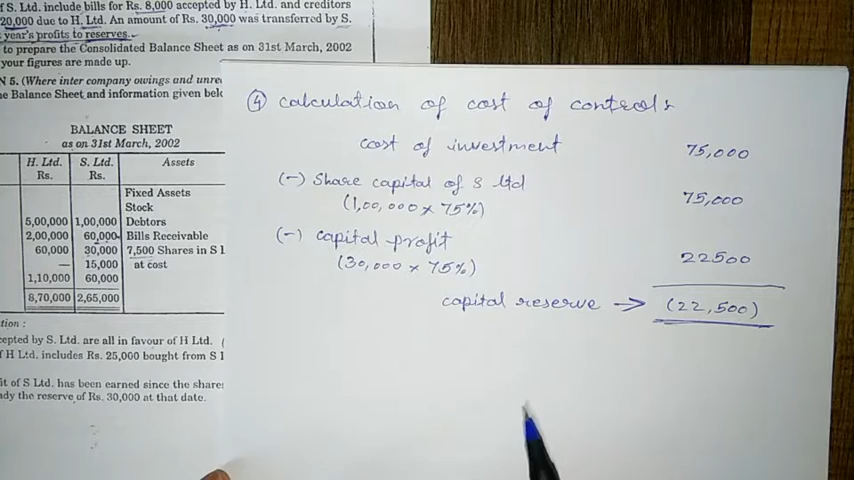 f S. Ltd. include bills for Rs. 8,000 accepted by H. Ltd. and creditors
20,000 due to H. Ltd. An amount of Rs. 30,000 was transferred by S.
year's profits to reserves.
to prepare the Consolidated Balance Sheet as on 31st March, 2002
your figures are made up.
N 5. (Where inter company owings and unre
e Balance Sheet and information given belo
BALANCE SHEET
as on 31st March, 2002
H. Ltd. S. Ltd. Assets
Rs. Rs.
Fixed Assets
Stock
5,00,000 1,00,000 Debtors
2,00,000 60,000 Bills Receivable
60,000 30,000 7,500 Shares in S l
— 15,000 at cost
1,10,000 60,000
8,70,000 2,65,000
tion :
cepted by S. Ltd. are all in favour of H Ltd. (
f H Ltd. includes Rs. 25,000 bought from S l
it of S Ltd. has been earned since the share
ady the reserve of Rs. 30,000 at that date.
④ calculation of cost of controls
cost of investment 75,000
(-) share capital of S Ltd 75,000
(1,00,000 × 75%)
(-) capital profit 22500
(30,000 × 75%)
capital reserve → (22,500)